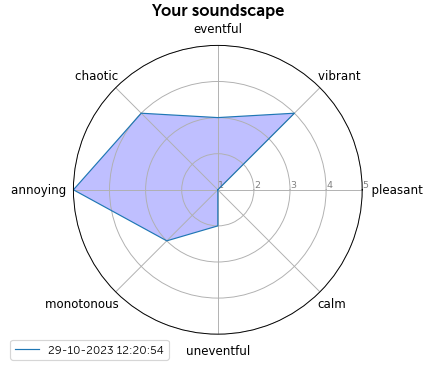 Your soundscape
eventful
chaotic
vibrant
annoying
1 2 3 4 5
pleasant
monotonous
calm
uneventful
29-10-2023 12:20:54